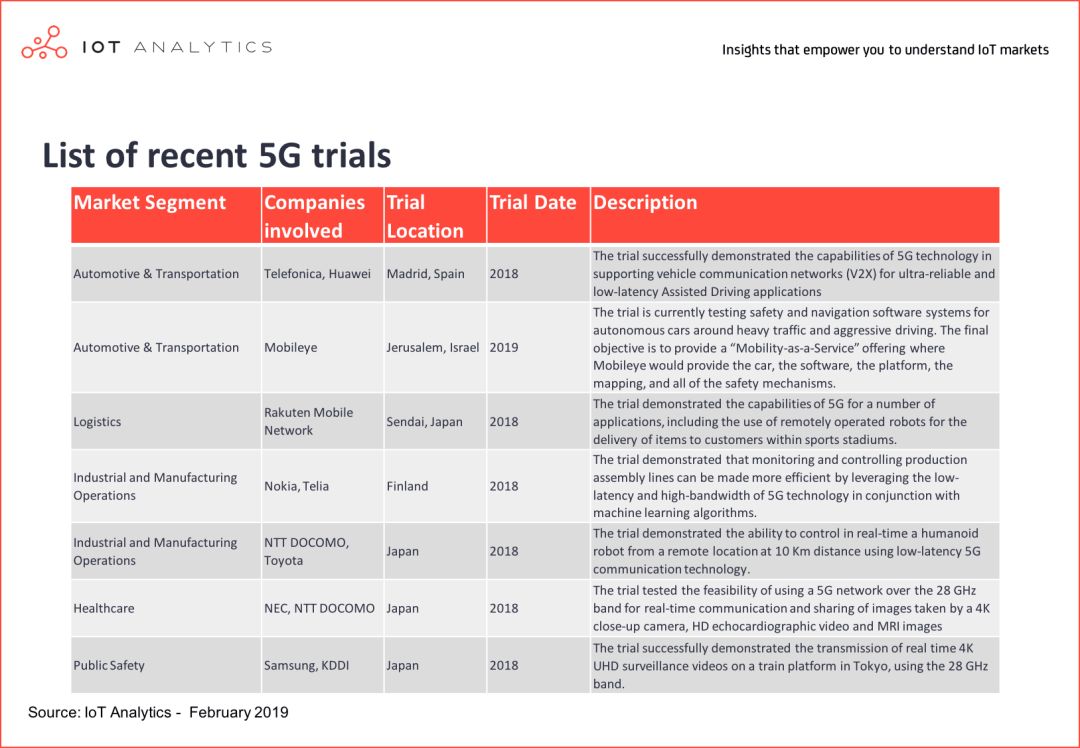 IOT ANALYTICS
Insights that empower you to understand IoT markets
List of recent 5G trials
Market Segment
Companies
involved
Trial
Location
Trial Date
Description
Automotive & Transportation
Telefonica, Huawei
Madrid, Spain
2018
The trial successfully demonstrated the capabilities of 5G technology in
supporting vehicle communication networks (V2X) for ultra-reliable and
low-latency Assisted Driving applications
Automotive & Transportation
Mobileye
Jerusalem, Israel
2019
The trial is currently testing safety and navigation software systems for
autonomous cars around heavy traffic and aggressive driving. The final
objective is to provide a “Mobility-as-a-Service” offering where
Mobileye would provide the car, the software, the platform, the
mapping, and all of the safety mechanisms.
Logistics
Rakuten Mobile
Network
Sendai, Japan
2018
The trial demonstrated the capabilities of 5G for a number of
applications, including the use of remotely operated robots for the
delivery of items to customers within sports stadiums.
Industrial and Manufacturing
Operations
Nokia, Telia
Finland
2018
The trial demonstrated that monitoring and controlling production
assembly lines can be made more efficient by leveraging the low-
latency and high-bandwidth of 5G technology in conjunction with
machine learning algorithms.
Industrial and Manufacturing
Operations
NTT DOCOMO,
Toyota
Japan
2018
The trial demonstrated the ability to control in real-time a humanoid
robot from a remote location at 10 Km distance using low-latency 5G
communication technology.
Healthcare
NEC, NTT DOCOMO
Japan
2018
The trial tested the feasibility of using a 5G network over the 28 GHz
band for real-time communication and sharing of images taken by a 4K
close-up camera, HD echocardiographic video and MRI images
Public Safety
Samsung, KDDI
Japan
2018
The trial successfully demonstrated the transmission of real time 4K
UHD surveillance videos on a train platform in Tokyo, using the 28 GHz
band.
Source: IoT Analytics - February 2019